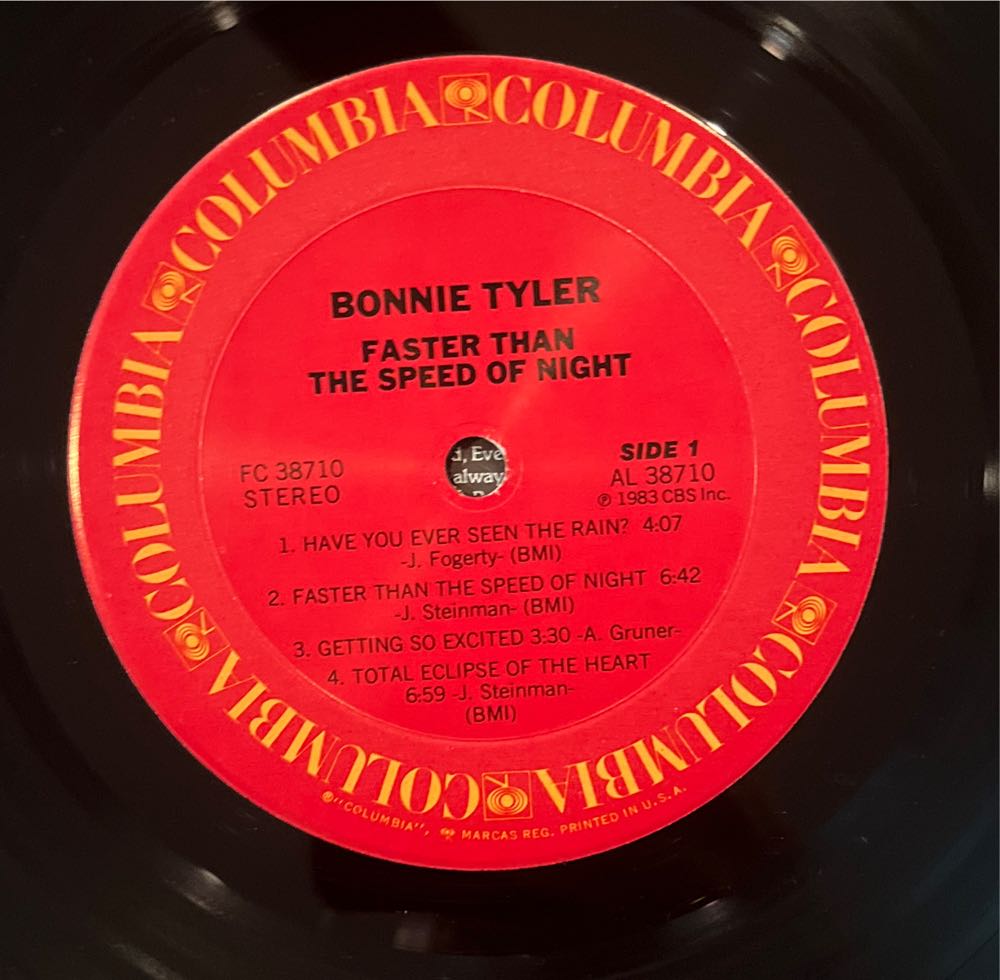 COLUMBIA COLUMBIA COLUMBIA COLUMBIA COLUMBIA COLUMBIA
BONNIE TYLER
FASTER THAN
THE SPEED OF NIGHT
FC 38710
STEREO
SIDE 1
AL 38710
℗ 1983 CBS Inc.
Eve
alway
1. HAVE YOU EVER SEEN THE RAIN? 4:07
-J. Fogerty- (BMI)
2. FASTER THAN THE SPEED OF NIGHT 6:42
-J. Steinman- (BMI)
3. GETTING SO EXCITED 3:30 -A. Gruner-
4. TOTAL ECLIPSE OF THE HEART
6:59 -J. Steinman-
(BMI)
®"COLUMBIA", MARCAS REG. PRINTED IN U.S.A.